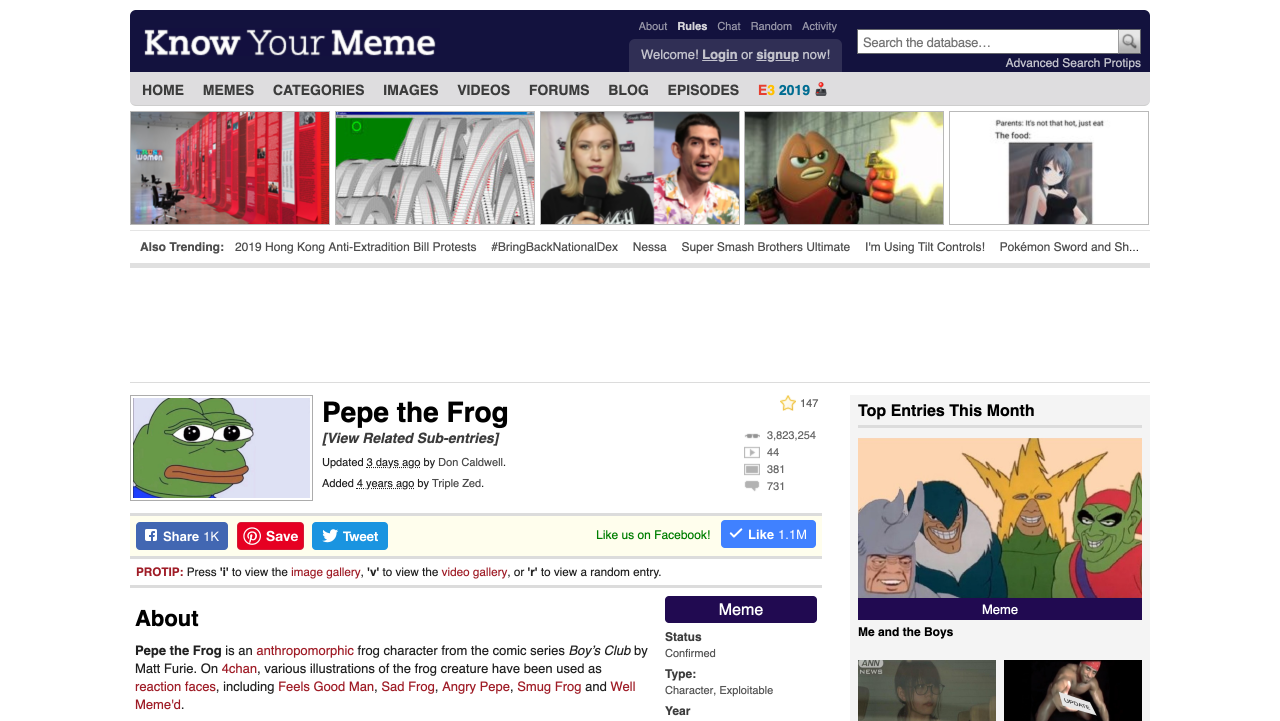 Know Your Meme
About Rules Chat Random Activity
Welcome! Login or signup now!
Search the database…
Advanced Search Protips
HOME MEMES CATEGORIES IMAGES VIDEOS FORUMS BLOG EPISODES E3 2019
women
Parents: It's not that hot, just eat
The food:
Also Trending: 2019 Hong Kong Anti-Extradition Bill Protests #BringBackNationalDex Nessa Super Smash Brothers Ultimate I'm Using Tilt Controls! Pokémon Sword and Sh...
Pepe the Frog
147
[View Related Sub-entries]
3,823,254
44
381
731
Updated 3 days ago by Don Caldwell.
Added 4 years ago by Triple Zed.
Share 1K Save Tweet Like us on Facebook! Like 1.1M
PROTIP: Press 'i' to view the image gallery, 'v' to view the video gallery, or 'r' to view a random entry.
About
Pepe the Frog is an anthropomorphic frog character from the comic series Boy's Club by
Matt Furie. On 4chan, various illustrations of the frog creature have been used as
reaction faces, including Feels Good Man, Sad Frog, Angry Pepe, Smug Frog and Well
Meme'd.
Meme
Status
Confirmed
Type:
Character, Exploitable
Year
Top Entries This Month
Meme
Me and the Boys
ANN
NEWS
UPDATE